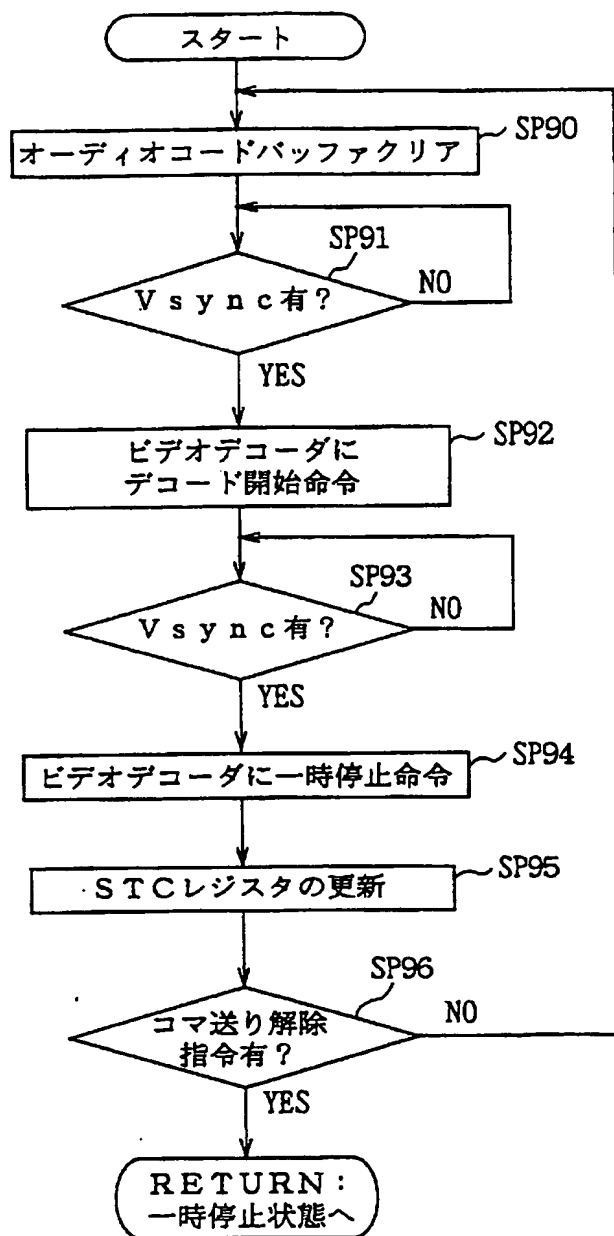 スタート
SP90
オーディオコードバッファクリア
SP91
Vsync有?
NO
YES
SP92
ビデオデコーダに
デコード開始命令
SP93
Vsync有?
NO
YES
SP94
ビデオデコーダに一時停止命令
SP95
STCレジスタの更新
SP96
コマ送り解除
指令有?
NO
YES
RETURN:
一時停止状態へ